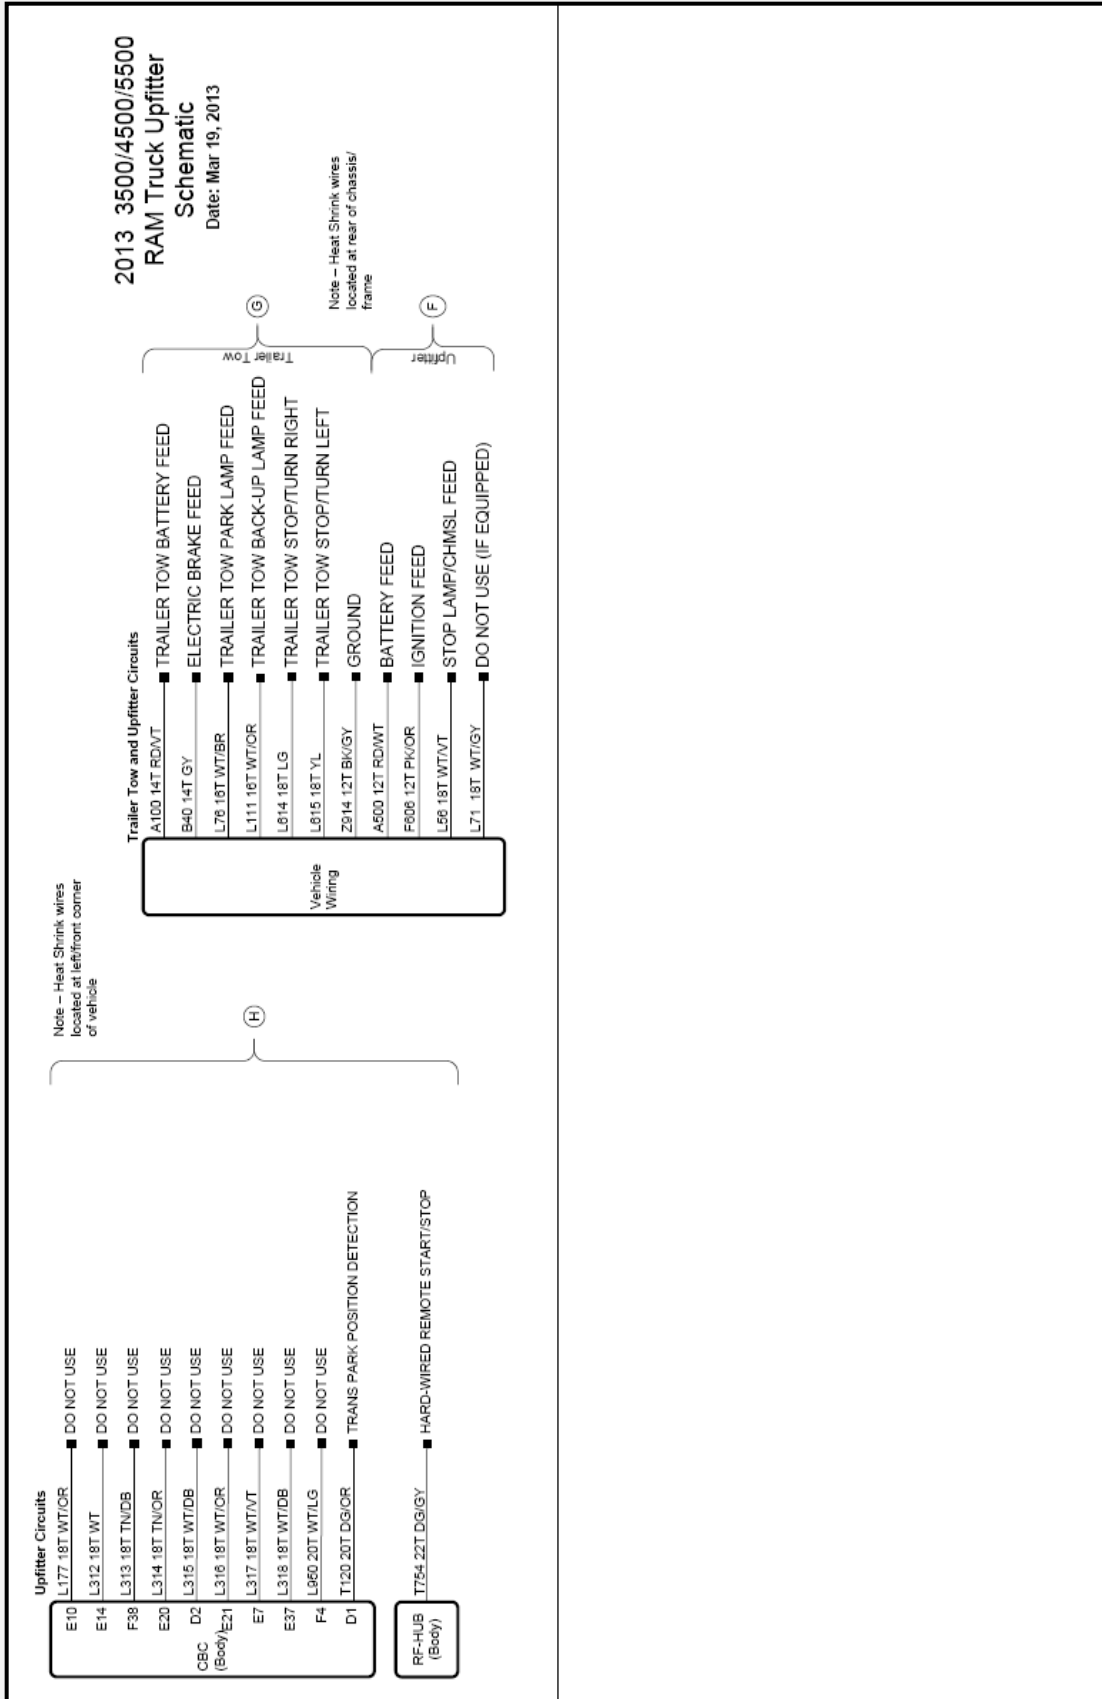 2013 3500/4500/5500
RAM Truck Upfitter
Schematic
Date: Mar 19, 2013
Upfitter Circuits
E10 L177 18T WT/OR DO NOT USE
E14 L312 18T WT DO NOT USE
F38 L313 18T TN/DB DO NOT USE
E20 L314 18T TN/OR DO NOT USE
D2 L315 18T WT/DB DO NOT USE
E21 L316 18T WT/OR DO NOT USE
E7 L317 18T WT/VT DO NOT USE
E37 L318 18T WT/DB DO NOT USE
F4 L950 20T WT/LG DO NOT USE
D1 T120 20T DG/OR TRANS PARK POSITION DETECTION
CBC
(Body)
T754 22T DG/GY HARD-WIRED REMOTE START/STOP
RF-HUB
(Body)
H
Note – Heat Shrink wires
located at left/front corner
of vehicle
Trailer Tow and Upfitter Circuits
A100 14T RD/VT TRAILER TOW BATTERY FEED
B40 14T GY ELECTRIC BRAKE FEED
L76 16T WT/BR TRAILER TOW PARK LAMP FEED
L111 16T WT/OR TRAILER TOW BACK-UP LAMP FEED
L614 18T LG TRAILER TOW STOP/TURN RIGHT
L615 18T YL TRAILER TOW STOP/TURN LEFT
Z914 12T BK/GY GROUND
A500 12T RD/WT BATTERY FEED
F606 12T PK/OR IGNITION FEED
L56 18T WT/VT STOP LAMP/CHMSL FEED
L71 18T WT/GY DO NOT USE (IF EQUIPPED)
Vehicle
Wiring
Trailer Tow
G
Upfitter
F
Note – Heat Shrink wires
located at rear of chassis/
frame